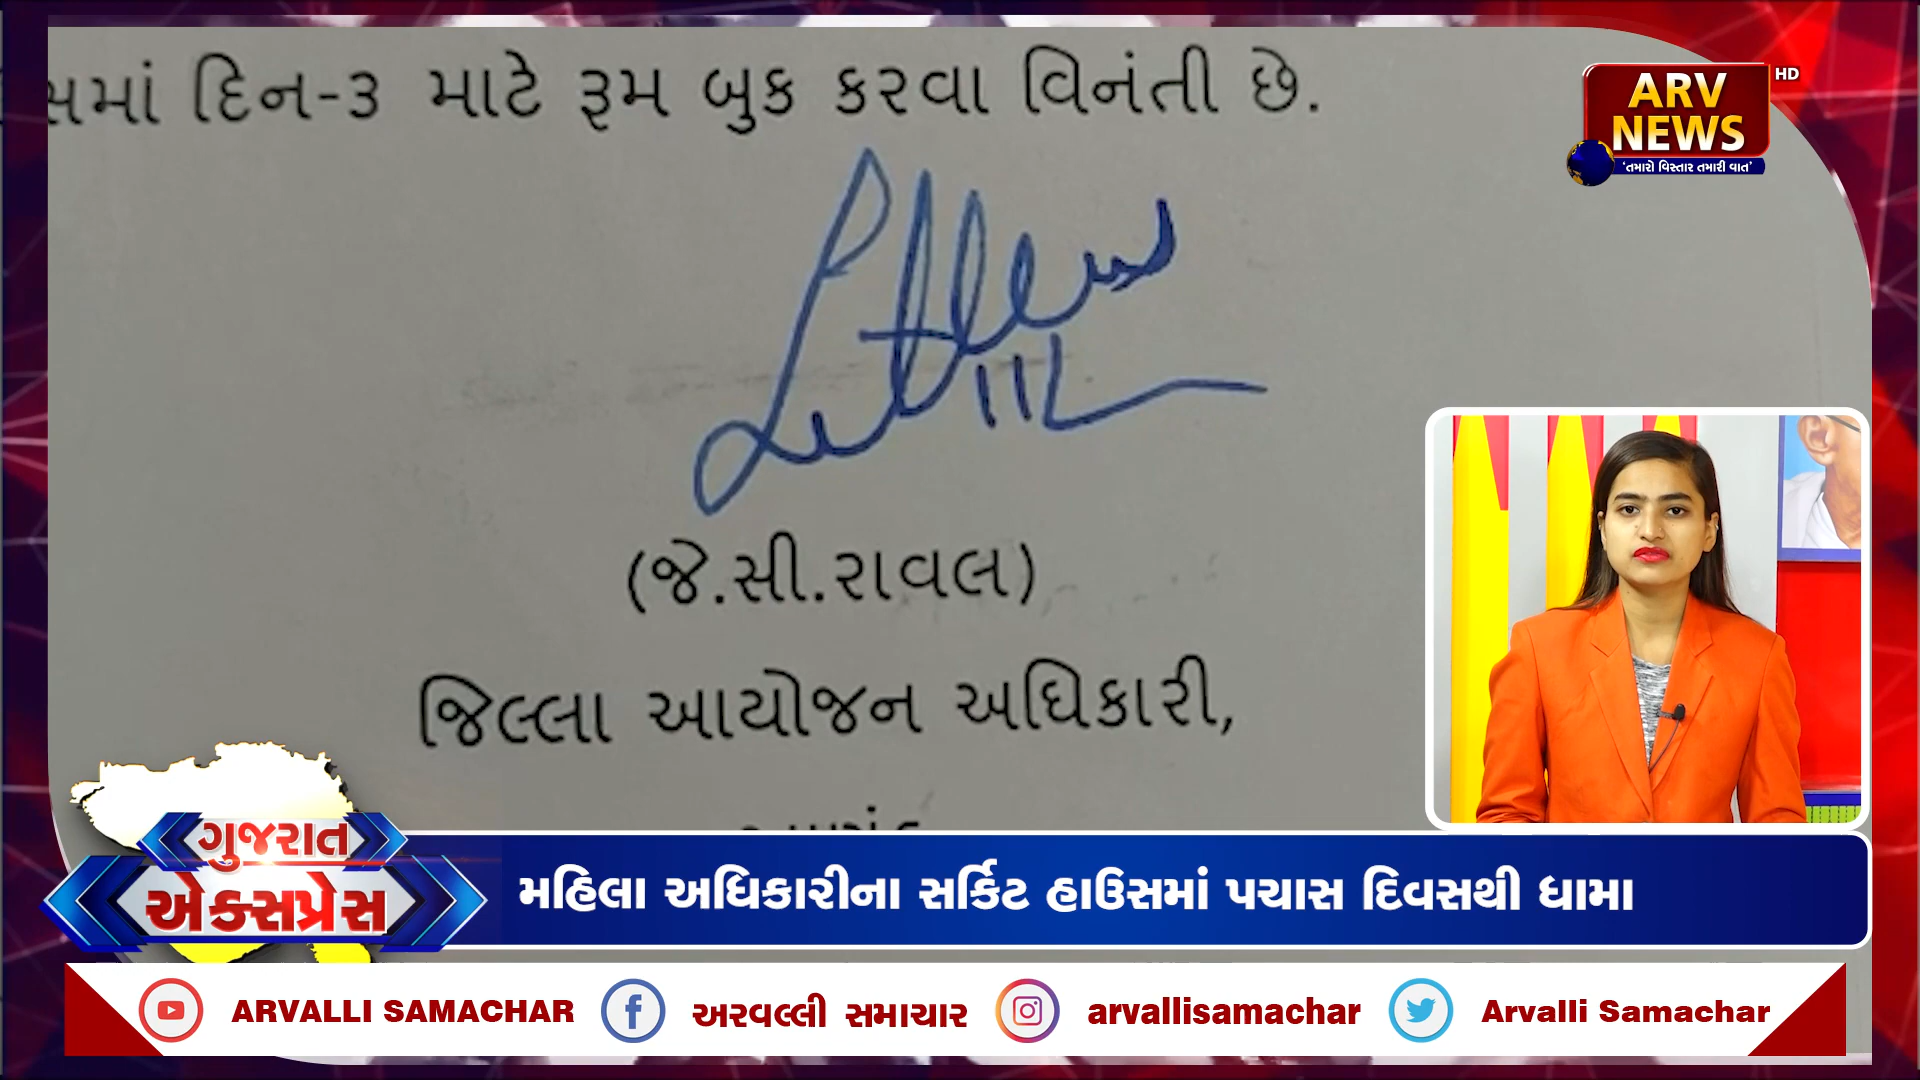 સમાં દિન-૩ માટે રૂમ બુક કરવા વિનંતી છે.
ARV
NEWS
HD
'તમારો વિસ્તાર તમારી વાત'
(જે.સી.રાવલ)
જિલ્લા આયોજન અધિકારી,
ગુજરાત
એક્સપ્રેસ
મહિલા અધિકારીના સર્કિટ હાઉસમાં પચાસ દિવસથી ધામા
ARVALLI SAMACHAR
અરવલ્લી સમાચાર
arvallisamachar
Arvalli Samachar